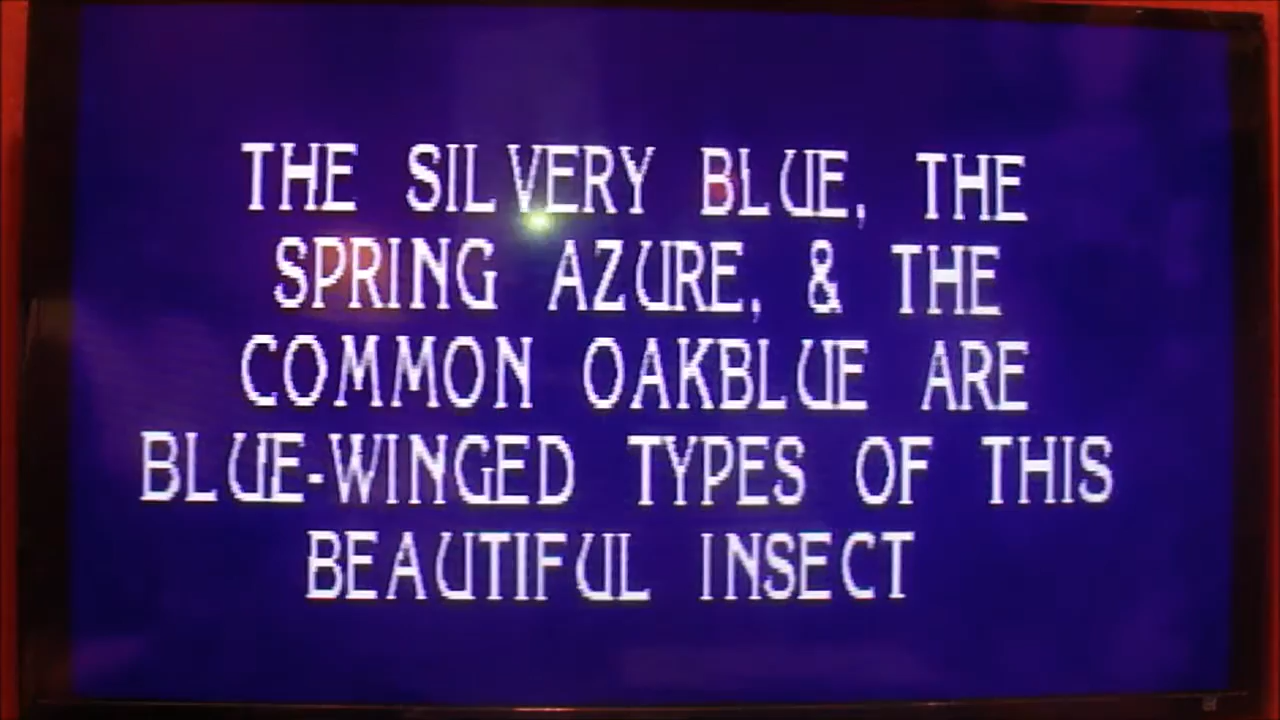 THE SILVERY BLUE, THE
SPRING AZURE, & THE
COMMON OAKBLUE ARE
BLUE-WINGED TYPES OF THIS
BEAUTIFUL INSECT